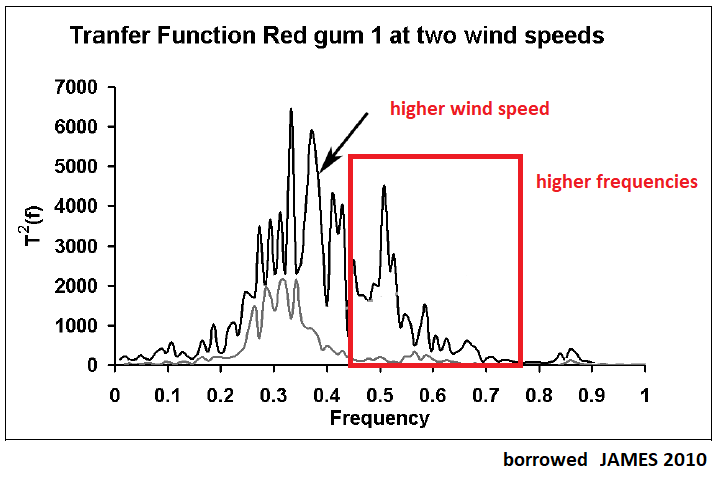 Tranfer Function Red gum 1 at two wind speeds
7000
6000
5000
4000
3000
2000
1000
0
T²(f)
higher wind speed
higher frequencies
0 0.1 0.2 0.3 0.4 0.5 0.6 0.7 0.8 0.9 1
Frequency
borrowed JAMES 2010